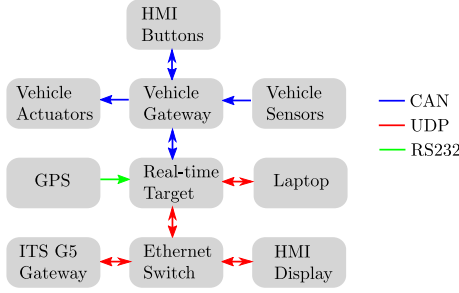 HMI
Buttons
Vehicle
Actuators
Vehicle
Gateway
Vehicle
Sensors
CAN
UDP
RS232
GPS
Real-time
Target
Laptop
ITS G5
Gateway
Ethernet
Switch
HMI
Display